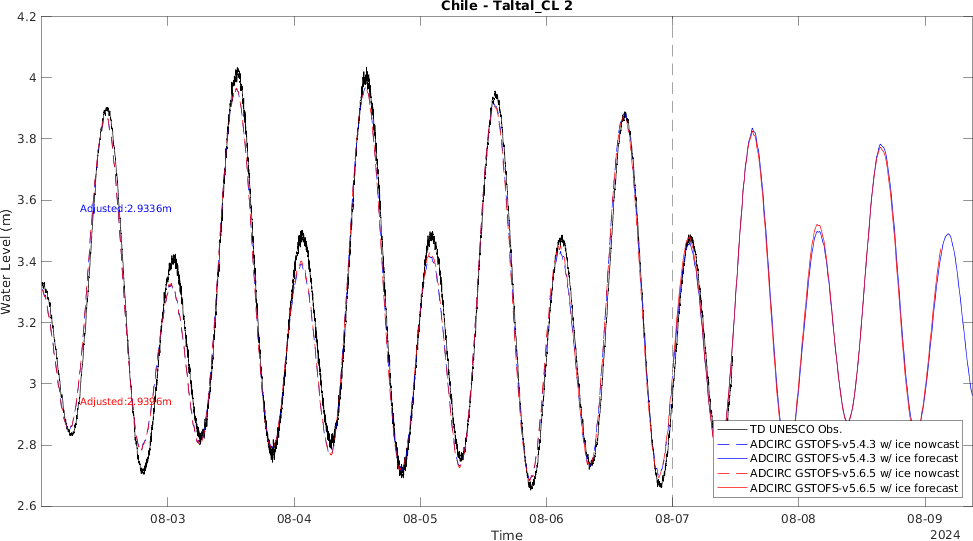 Chile - Taltal_CL 2
Water Level (m)
4.2
4
3.8
3.6
3.4
3.2
3
2.8
2.6
Adjusted:2.9336m
Adjusted:2.9396m
TD UNESCO Obs.
ADCIRC GSTOFS-v5.4.3 w/ ice nowcast
ADCIRC GSTOFS-v5.4.3 w/ ice forecast
ADCIRC GSTOFS-v5.6.5 w/ ice nowcast
ADCIRC GSTOFS-v5.6.5 w/ ice forecast
08-03 08-04 08-05 08-06 08-07 08-08 08-09
Time
2024